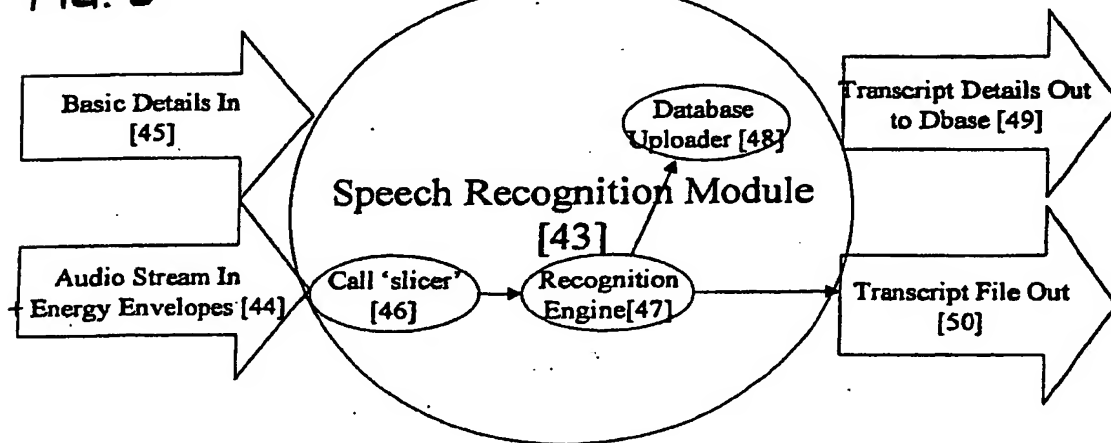 Basic Details In
[45]
Audio Stream In
+ Energy Envelopes [44]
Speech Recognition Module
[43]
Database
Uploader [48]
Call 'slicer'
[46]
Recognition
Engine[47]
Transcript Details Out
to Dbase [49]
Transcript File Out
[50]